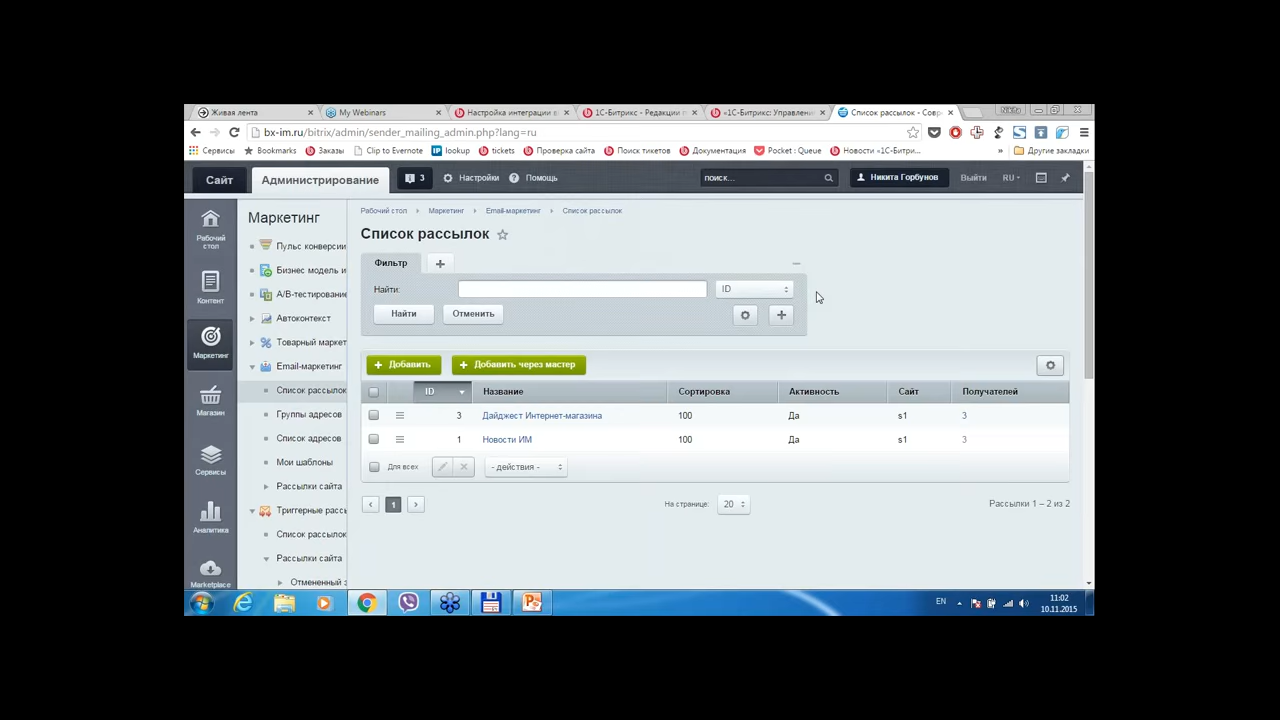 Живая лента
My Webinars
Настройка интеграции в
1С-Битрикс - Редакции п
«1С-Битрикс: Управлени
Список рассылок - Совр
Nikita
bx-im.ru/bitrix/admin/sender_mailing_admin.php?lang=ru
Сервисы
Bookmarks
Заказы
Clip to Evernote
lookup
tickets
Проверка сайта
Поиск тикетов
Документация
Pocket : Queue
Новости «1С-Битри...
Другие закладки
Сайт
Администрирование
3
Настройки
Помощь
поиск...
Никита Горбунов
Выйти
RU
Рабочий стол
Контент
Маркетинг
Магазин
Сервисы
Аналитика
Marketplace
Маркетинг
Пульс конверси
Бизнес модель и
A/B-тестирование
Автоконтекст
Товарный маркет
Email-маркетинг
Список рассылок
Группы адресов
Список адресов
Мои шаблоны
Рассылки сайта
Триггерные рассы
Список рассылок
Рассылки сайта
Отмененный з
Рабочий стол
Маркетинг
Email-маркетинг
Список рассылок
Список рассылок
Фильтр
Найти:
ID
Найти
Отменить
Добавить
Добавить через мастер
ID Название Сортировка Активность Сайт Получателей
3 Дайджест Интернет-магазина 100 Да s1 3
1 Новости ИМ 100 Да s1 3
Для всех
- действия -
1
На странице: 20
Рассылки 1 – 2 из 2
EN
11:02
10.11.2015